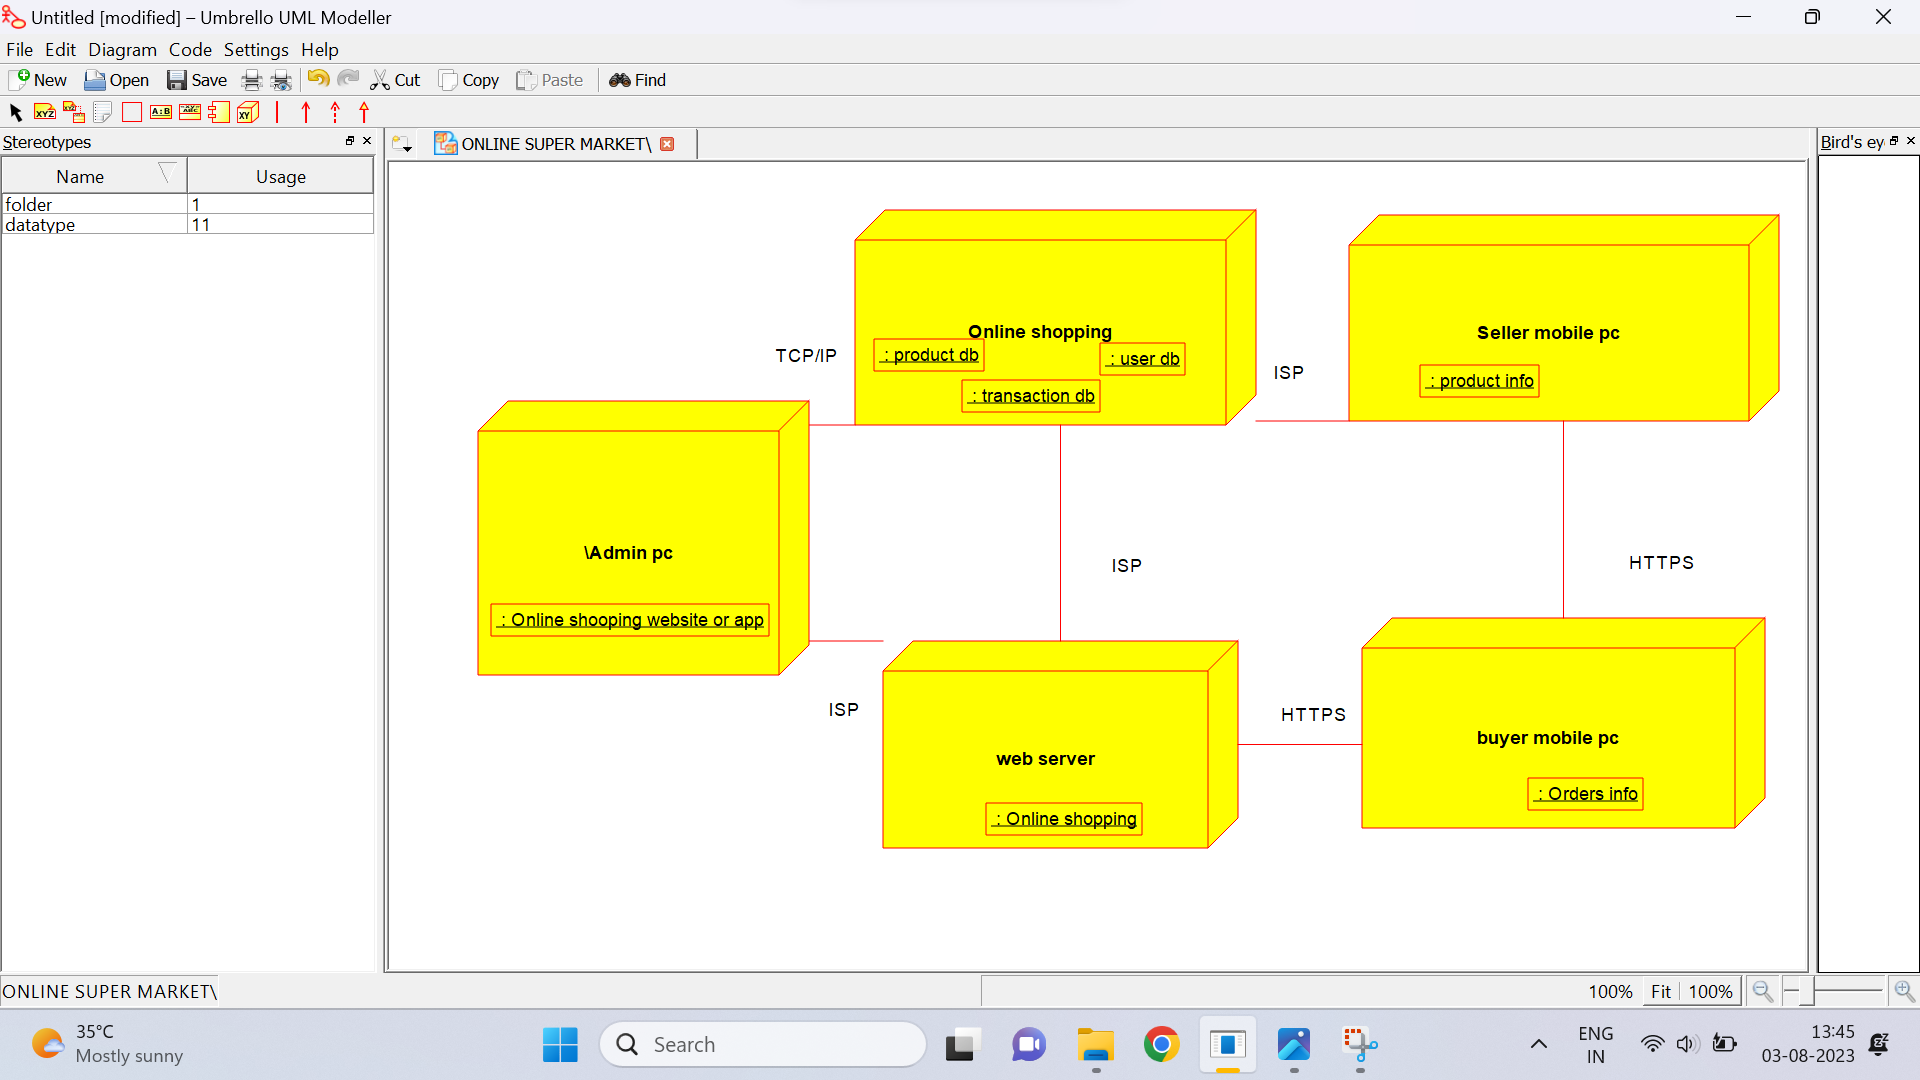 Untitled [modified] – Umbrello UML Modeller
File Edit Diagram Code Settings Help
New Open Save Cut Copy Paste Find
XYZ A:B XY
Stereotypes
ONLINE SUPER MARKET\
Bird's ey
Name Usage
folder 1
datatype 11
Online shopping
: product db
: user db
: transaction db
TCP/IP
Seller mobile pc
: product info
ISP
\Admin pc
: Online shooping website or app
ISP
HTTPS
ISP
web server
: Online shopping
HTTPS
buyer mobile pc
: Orders info
ONLINE SUPER MARKET\
100% Fit 100%
35°C
Mostly sunny
Search
ENG
IN
13:45
03-08-2023